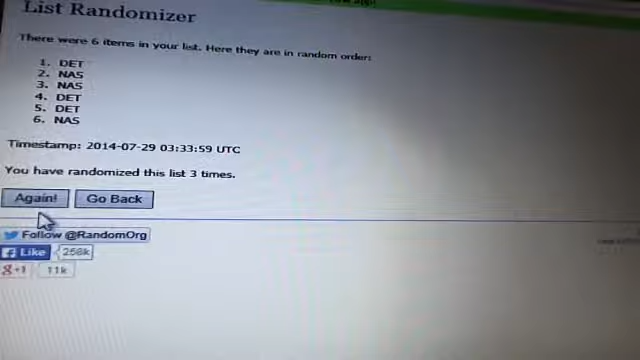 List Randomizer
There were 6 items in your list. Here they are in random order:
1. DET
2. NAS
3. NAS
4. DET
5. DET
6. NAS
Timestamp: 2014-07-29 03:33:59 UTC
You have randomized this list 3 times.
Again! Go Back
Follow @RandomOrg
Like 258k
g+1 11k